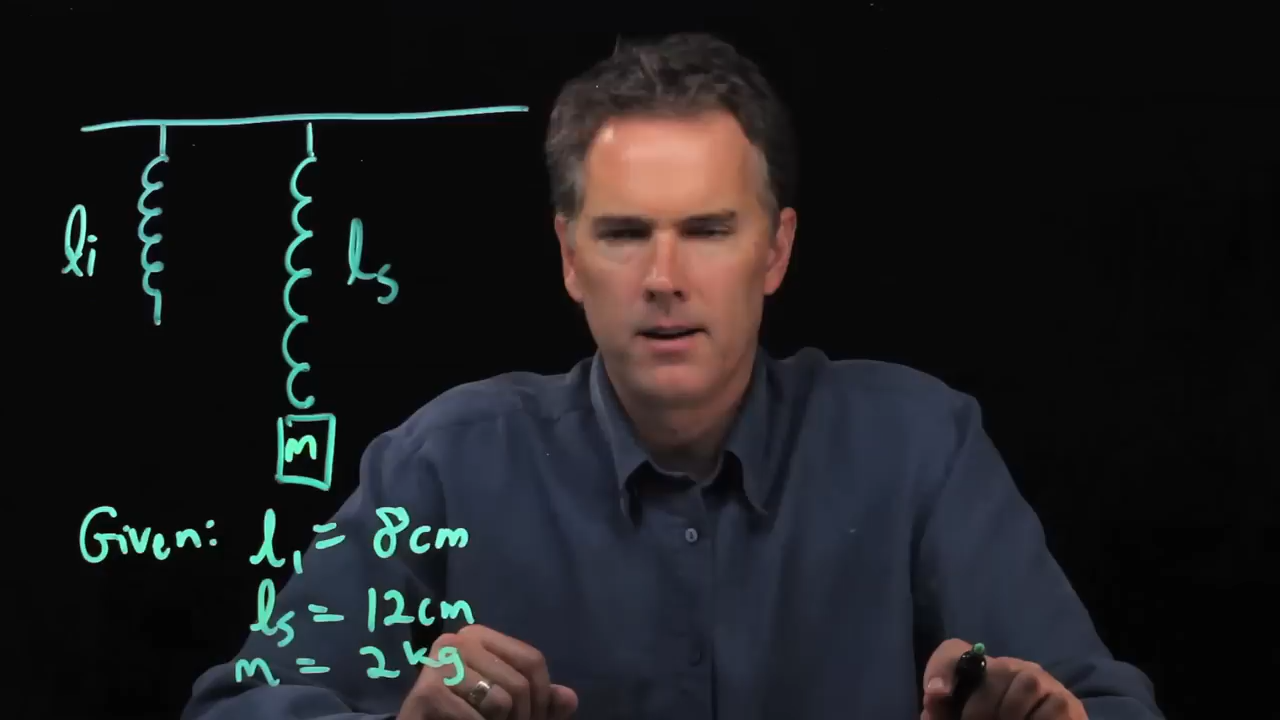 li
ls
m
Given: l1 = 8cm
ls = 12cm
m = 2kg